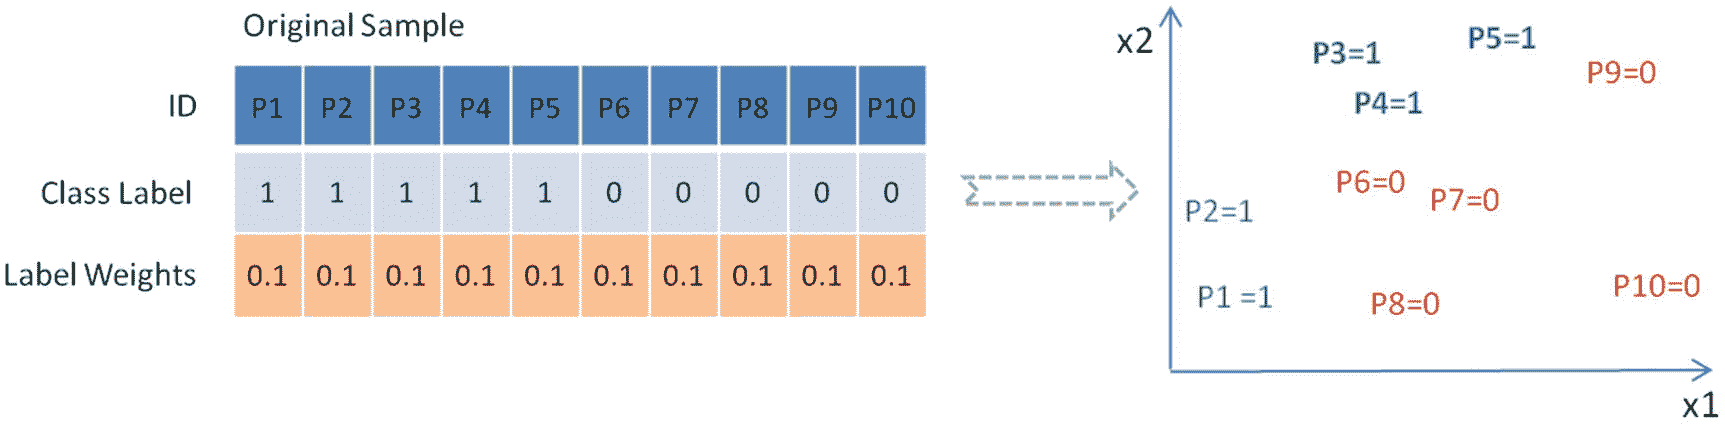 Original Sample
ID P1 P2 P3 P4 P5 P6 P7 P8 P9 P10
Class Label 1 1 1 1 1 0 0 0 0 0
Label Weights 0.1 0.1 0.1 0.1 0.1 0.1 0.1 0.1 0.1 0.1
x2
P3=1
P5=1
P9=0
P4=1
P6=0
P7=0
P2=1
P1 =1
P8=0
P10=0
x1